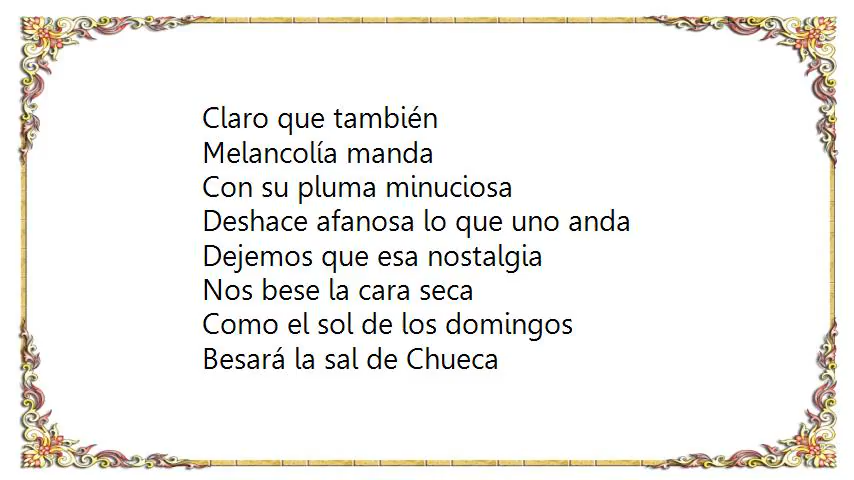 Claro que también
Melancolía manda
Con su pluma minuciosa
Deshace afanosa lo que uno anda
Dejemos que esa nostalgia
Nos bese la cara seca
Como el sol de los domingos
Besará la sal de Chueca